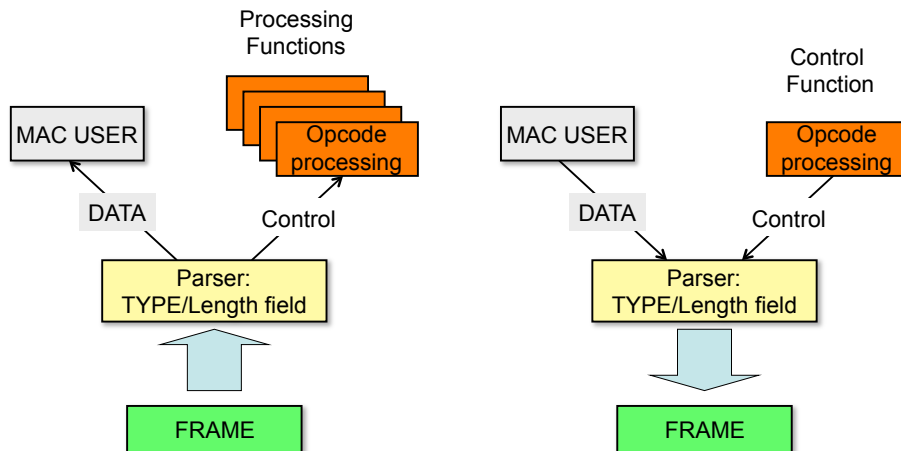 Processing
Functions
MAC USER
Opcode
processing
DATA
Control
Parser:
TYPE/Length field
FRAME
Control
Function
MAC USER
Opcode
processing
DATA
Control
Parser:
TYPE/Length field
FRAME